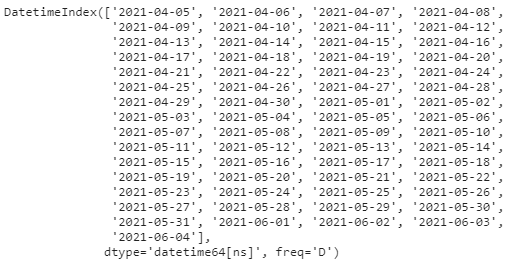 DatetimeIndex(['2021-04-05', '2021-04-06', '2021-04-07', '2021-04-08',
'2021-04-09', '2021-04-10', '2021-04-11', '2021-04-12',
'2021-04-13', '2021-04-14', '2021-04-15', '2021-04-16',
'2021-04-17', '2021-04-18', '2021-04-19', '2021-04-20',
'2021-04-21', '2021-04-22', '2021-04-23', '2021-04-24',
'2021-04-25', '2021-04-26', '2021-04-27', '2021-04-28',
'2021-04-29', '2021-04-30', '2021-05-01', '2021-05-02',
'2021-05-03', '2021-05-04', '2021-05-05', '2021-05-06',
'2021-05-07', '2021-05-08', '2021-05-09', '2021-05-10',
'2021-05-11', '2021-05-12', '2021-05-13', '2021-05-14',
'2021-05-15', '2021-05-16', '2021-05-17', '2021-05-18',
'2021-05-19', '2021-05-20', '2021-05-21', '2021-05-22',
'2021-05-23', '2021-05-24', '2021-05-25', '2021-05-26',
'2021-05-27', '2021-05-28', '2021-05-29', '2021-05-30',
'2021-05-31', '2021-06-01', '2021-06-02', '2021-06-03',
'2021-06-04'],
dtype='datetime64[ns]', freq='D')